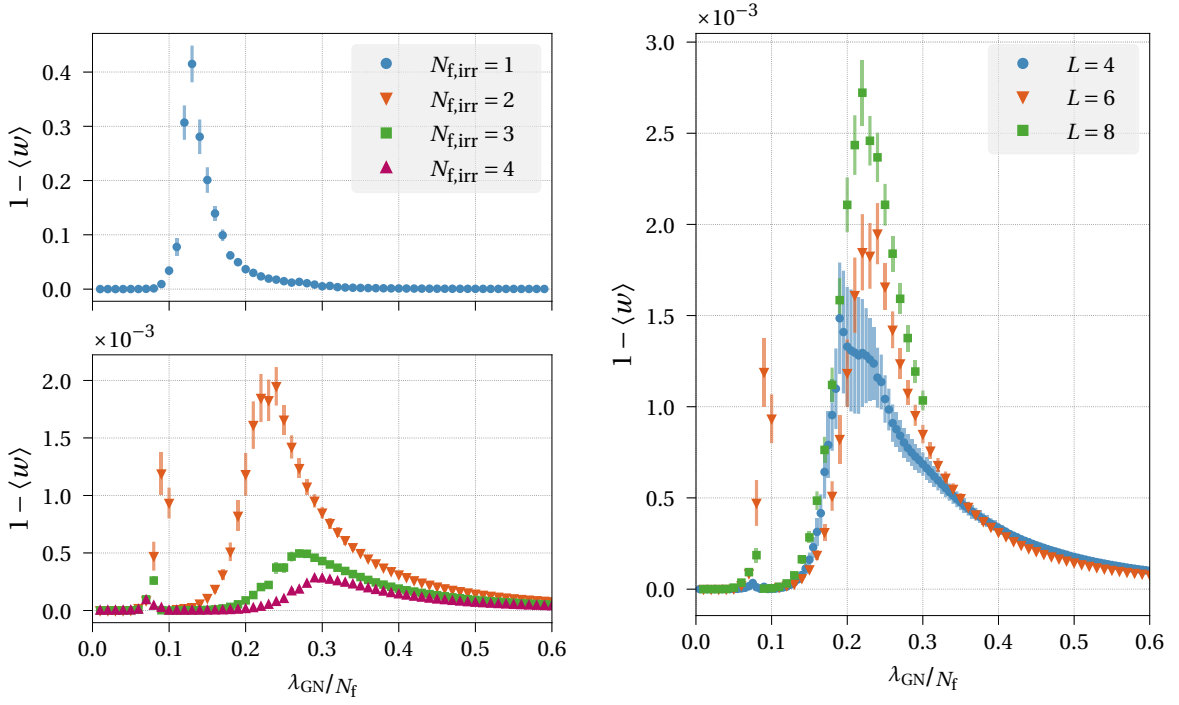 0.4
0.3
0.2
0.1
0.0
1 − ⟨w⟩
N_f,irr = 1
N_f,irr = 2
N_f,irr = 3
N_f,irr = 4
×10⁻³
2.0
1.5
1.0
0.5
0.0
1 − ⟨w⟩
0.0 0.1 0.2 0.3 0.4 0.5 0.6
λ_GN/N_f
×10⁻³
3.0
2.5
2.0
1.5
1.0
0.5
0.0
1 − ⟨w⟩
L = 4
L = 6
L = 8
0.0 0.1 0.2 0.3 0.4 0.5 0.6
λ_GN/N_f